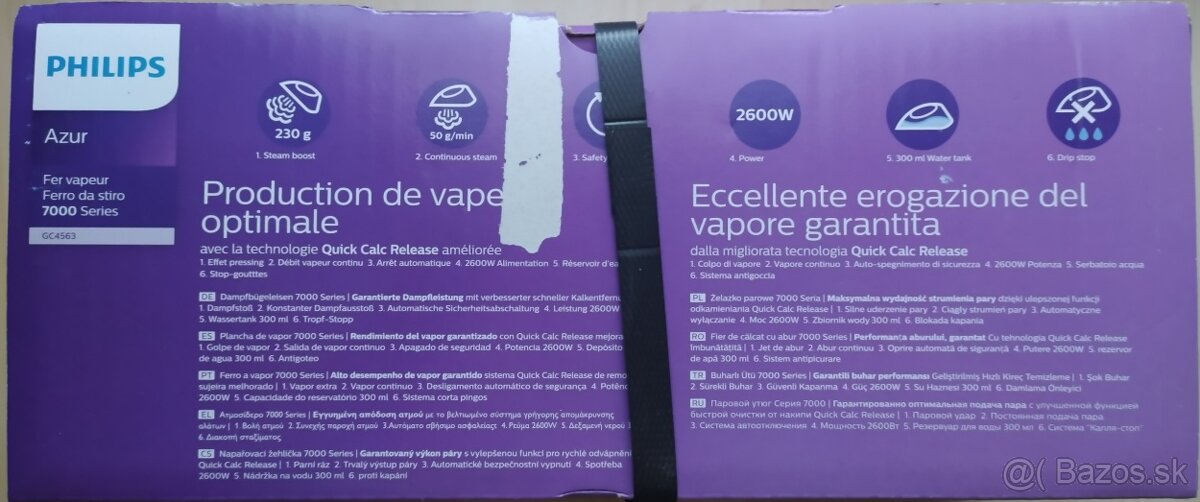 PHILIPS
Azur
Fer vapeur
Ferro da stiro
7000 Series
GC4563
230 g
1. Steam boost
50 g/min
2. Continuous steam
3. Safety
2600W
4. Power
5. 300 ml Water tank
6. Drip stop
Production de vape
optimale
avec la technologie Quick Calc Release améliorée
1. Effet pressing 2. Débit vapeur continu 3. Arrêt automatique 4. 2600W Alimentation 5. Réservoir d'ea
6. Stop-gouttes
DE Dampfbügeleisen 7000 Series | Garantierte Dampfleistung mit verbesserter schneller Kalkentfernu
1. Dampfstoß 2. Konstanter Dampfausstoß 3. Automatische Sicherheitsabschaltung 4. Leistung 2600W
5. Wassertank 300 ml 6. Tropf-Stopp
ES Plancha de vapor 7000 Series | Rendimiento del vapor garantizado con Quick Calc Release mejora
1. Golpe de vapor 2. Salida de vapor continuo 3. Apagado de seguridad 4. Potencia 2600W 5. Depósito
de agua 300 ml 6. Antigoteo
PT Ferro a vapor 7000 Series | Alto desempenho de vapor garantido sistema Quick Calc Release de remo
sujeira melhorado | 1. Vapor extra 2. Vapor contínuo 3. Desligamento automático de segurança 4. Potênc
2600W 5. Capacidade do reservatório 300 ml 6. Sistema corta pingos
EL Ατμοσίδερο 7000 Series | Εγγυημένη απόδοση ατμού με το βελτιωμένο σύστημα γρήγορης απομάκρυνσης
αλάτων | 1. Βολή ατμού 2. Συνεχής παροχή ατμού 3.Αυτόματο σβήσιμο ασφαλείας 4. Ρεύμα 2600W 5. Δεξαμενή νερού 3
6. Διακοπή σταξίματος
CS Napařovací žehlička 7000 Series | Garantovaný výkon páry s vylepšenou funkcí pro rychlé odvápněn
Quick Calc Release | 1. Parní ráz 2. Trvalý výstup páry 3. Automatické bezpečnostní vypnutí 4. Spotřeba
2600W 5. Nádržka na vodu 300 ml 6. proti kapání
Eccellente erogazione del
vapore garantita
dalla migliorata tecnologia Quick Calc Release
1. Colpo di vapore 2. Vapore continuo 3. Auto-spegnimento di sicurezza 4. 2600W Potenza 5. Serbatoio acqua
6. Sistema antigoccia
PL Żelazko parowe 7000 Seria | Maksymalna wydajność strumienia pary dzięki ulepszonej funkcji
odkamieniania Quick Calc Release | 1. Silne uderzenie pary 2. Ciągły strumień pary 3. Automatyczne
wyłączanie 4. Moc 2600W 5. Zbiornik wody 300 ml 6. Blokada kapania
RO Fier de călcat cu abur 7000 Series | Performanța aburului, garantat Cu tehnologia Quick Calc Release
îmbunătățită | 1. Jet de abur 2. Abur continuu 3. Oprire automată de siguranță 4. Putere 2600W 5. rezervor
de apă 300 ml 6. Sistem antipicurare
TR Buharlı Ütü 7000 Series | Garantili buhar performansı Geliştirilmiş Hızlı Kireç Temizleme | 1. Şok Buhar
2. Sürekli Buhar 3. Güvenli Kapanma 4. Güç 2600W 5. Su Haznesi 300 ml 6. Damlama Önleyici
RU Паровой утюг Серия 7000 | Гарантированно оптимальная подача пара с улучшенной функцией
быстрой очистки от накипи Quick Calc Release | 1. Паровой удар 2. Постоянная подача пара
3. Система автоотключения 4. Мощность 2600Вт 5. Резервуар для воды 300 мл 6. Система "Капля-стоп"
@( Bazos.sk